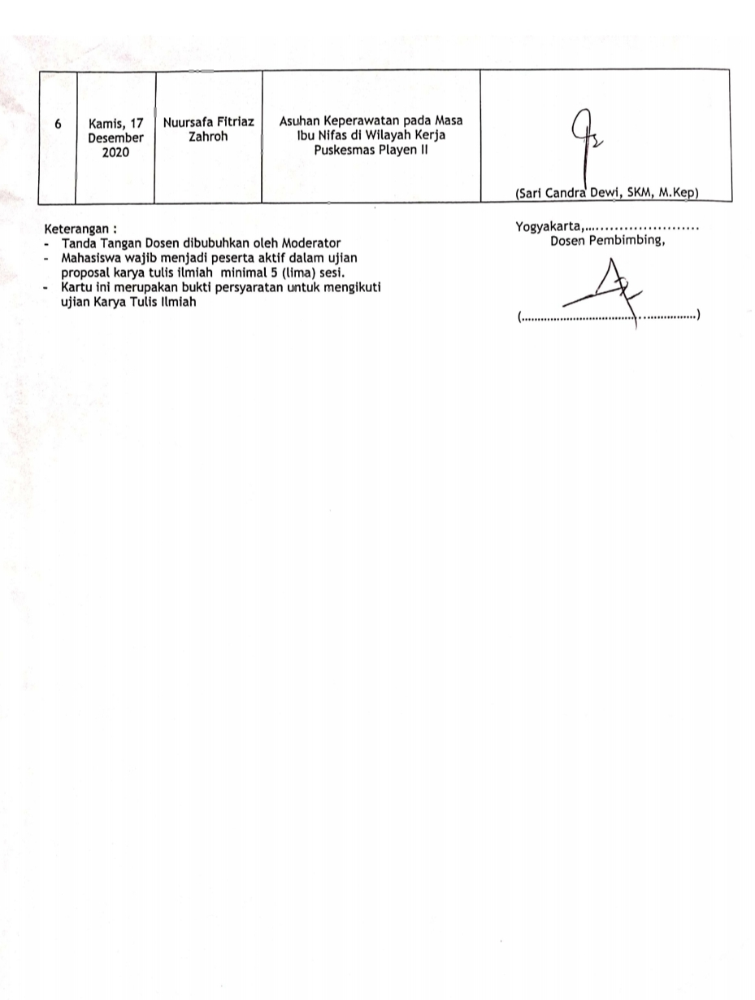 6
Kamis, 17
Desember
2020
Nuursafa Fitriaz
Zahroh
Asuhan Keperawatan pada Masa
Ibu Nifas di Wilayah Kerja
Puskesmas Playen II
(Sari Candra Dewi, SKM, M.Kep)
Keterangan :
- Tanda Tangan Dosen dibubuhkan oleh Moderator
- Mahasiswa wajib menjadi peserta aktif dalam ujian
proposal karya tulis ilmiah minimal 5 (lima) sesi.
- Kartu ini merupakan bukti persyaratan untuk mengikuti
ujian Karya Tulis Ilmiah
Yogyakarta,..........................
Dosen Pembimbing,
(......................................................)